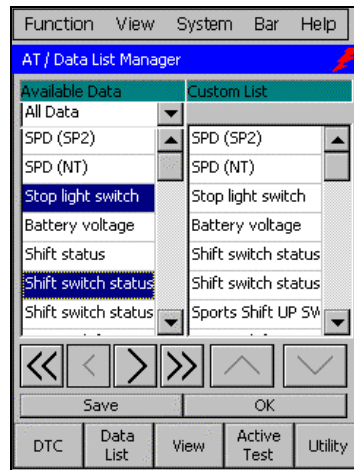 Function View System Bar Help
AT / Data List Manager
Available Data Custom List
All Data
SPD (SP2) SPD (SP2)
SPD (NT) SPD (NT)
Stop light switch Stop light switch
Battery voltage Battery voltage
Shift status Shift switch status
Shift switch status Shift switch status
Shift switch status Sports Shift UP SW
Save OK
DTC Data List View Active Test Utility